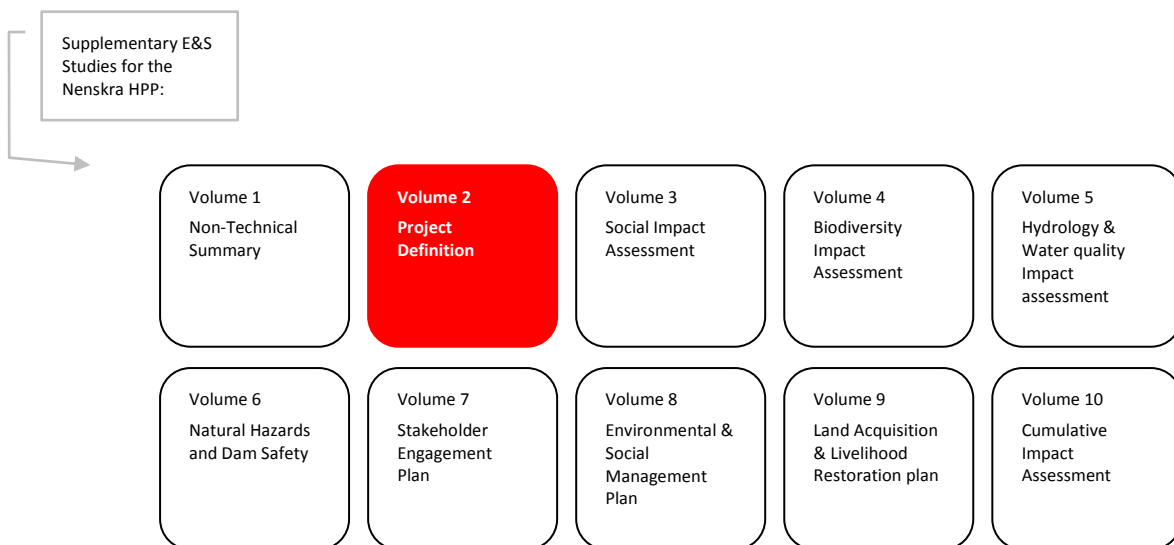 Supplementary E&S
Studies for the
Nenskra HPP:
Volume 1
Non-Technical
Summary
Volume 2
Project
Definition
Volume 3
Social Impact
Assessment
Volume 4
Biodiversity
Impact
Assessment
Volume 5
Hydrology &
Water quality
Impact
assessment
Volume 6
Natural Hazards
and Dam Safety
Volume 7
Stakeholder
Engagement
Plan
Volume 8
Environmental &
Social
Management
Plan
Volume 9
Land Acquisition
& Livelihood
Restoration plan
Volume 10
Cumulative
Impact
Assessment